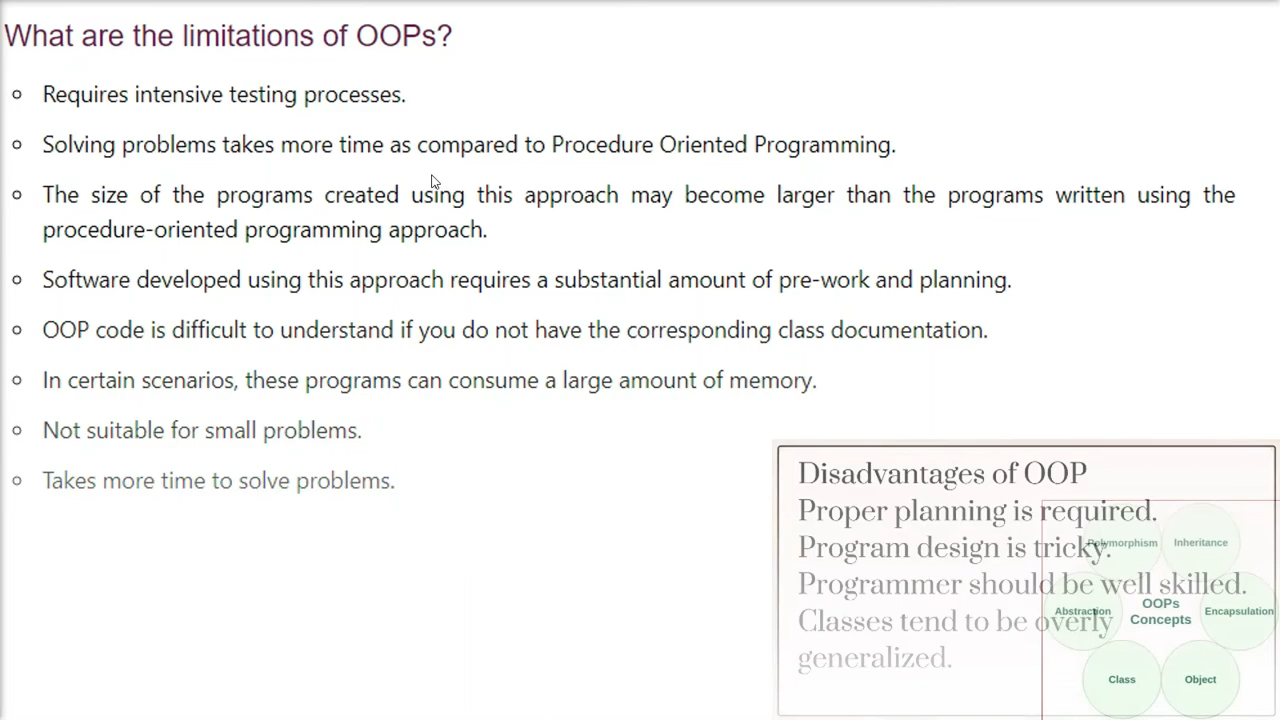 What are the limitations of OOPs?
Requires intensive testing processes.
Solving problems takes more time as compared to Procedure Oriented Programming.
The size of the programs created using this approach may become larger than the programs written using the
procedure-oriented programming approach.
Software developed using this approach requires a substantial amount of pre-work and planning.
OOP code is difficult to understand if you do not have the corresponding class documentation.
In certain scenarios, these programs can consume a large amount of memory.
Not suitable for small problems.
Takes more time to solve problems.
Disadvantages of OOP
Proper planning is required.
Program design is tricky.
Programmer should be well skilled.
Classes tend to be overly
generalized.
Polymorphism
Inheritance
Abstraction
OOPs
Concepts
Encapsulation
Class
Object